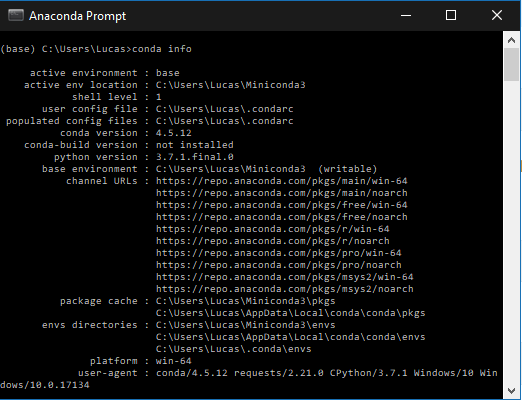 Anaconda Prompt
(base) C:\Users\Lucas>conda info
active environment : base
active env location : C:\Users\Lucas\Miniconda3
shell level : 1
user config file : C:\Users\Lucas\.condarc
populated config files : C:\Users\Lucas\.condarc
conda version : 4.5.12
conda-build version : not installed
python version : 3.7.1.final.0
base environment : C:\Users\Lucas\Miniconda3  (writable)
channel URLs : https://repo.anaconda.com/pkgs/main/win-64
https://repo.anaconda.com/pkgs/main/noarch
https://repo.anaconda.com/pkgs/free/win-64
https://repo.anaconda.com/pkgs/free/noarch
https://repo.anaconda.com/pkgs/r/win-64
https://repo.anaconda.com/pkgs/r/noarch
https://repo.anaconda.com/pkgs/pro/win-64
https://repo.anaconda.com/pkgs/pro/noarch
https://repo.anaconda.com/pkgs/msys2/win-64
https://repo.anaconda.com/pkgs/msys2/noarch
package cache : C:\Users\Lucas\Miniconda3\pkgs
C:\Users\Lucas\AppData\Local\conda\conda\pkgs
envs directories : C:\Users\Lucas\Miniconda3\envs
C:\Users\Lucas\AppData\Local\conda\conda\envs
C:\Users\Lucas\.conda\envs
platform : win-64
user-agent : conda/4.5.12 requests/2.21.0 CPython/3.7.1 Windows/10 Win
dows/10.0.17134